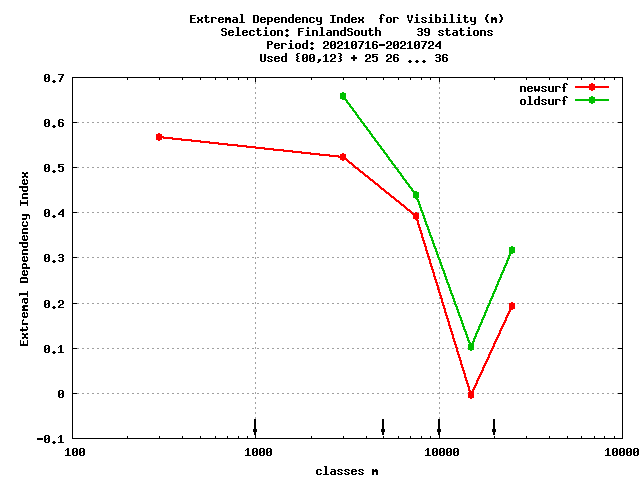 Extremal Dependency Index  for Visibility (m)
Selection: FinlandSouth     39 stations
Period: 20210716-20210724
Used {00,12} + 25 26 ... 36
newsurf
oldsurf
0.7
0.6
0.5
0.4
0.3
0.2
0.1
0
-0.1
Extremal Dependency Index
100 1000 10000 10000
classes m